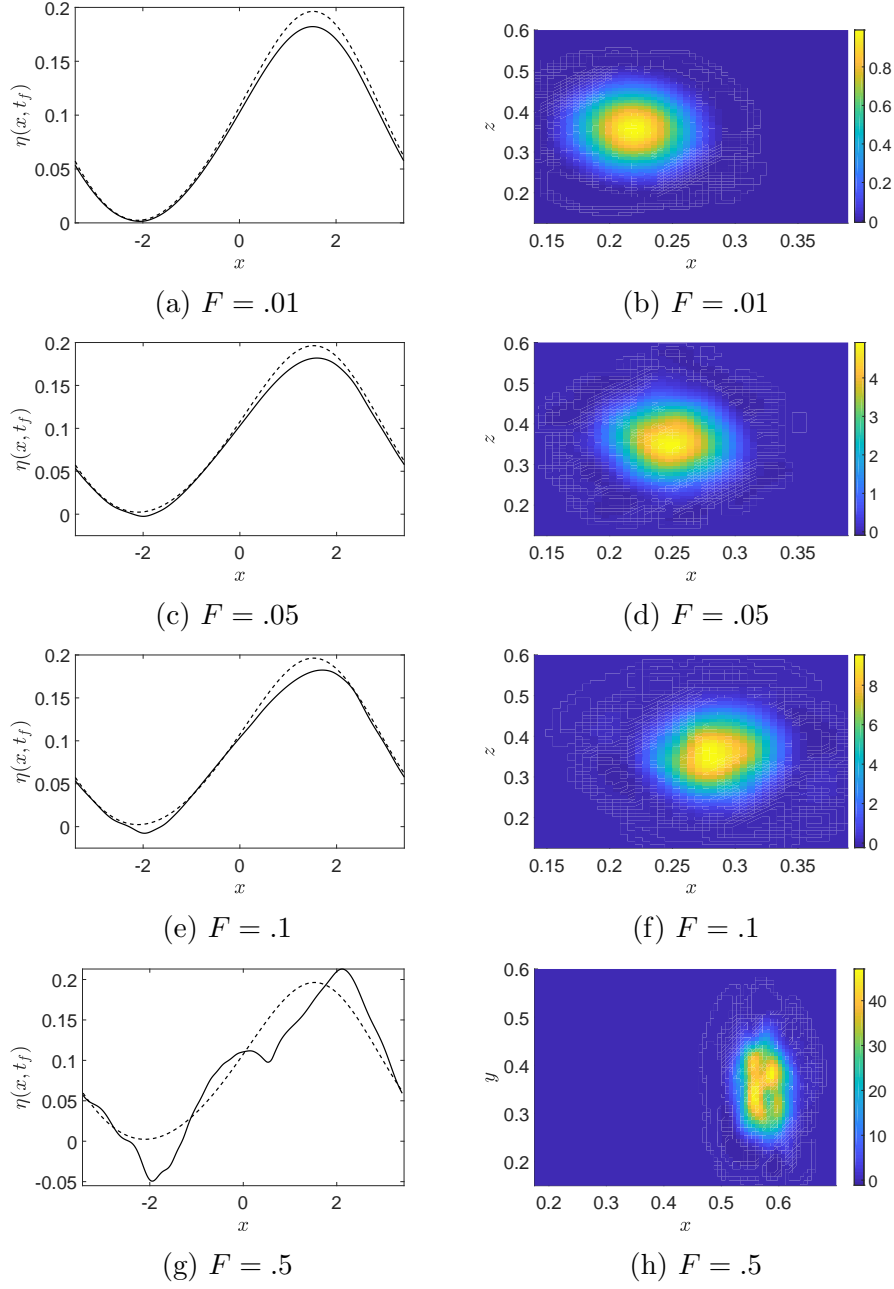 0.2
0.15
0.1
0.05
0
η(x, t_f)
-2 0 2
x
(a) F = .01
0.6
0.5
0.4
0.3
0.2
z
0.15 0.2 0.25 0.3 0.35
x
0.8
0.6
0.4
0.2
0
(b) F = .01
0.2
0.15
0.1
0.05
0
η(x, t_f)
-2 0 2
x
(c) F = .05
0.6
0.5
0.4
0.3
0.2
z
0.15 0.2 0.25 0.3 0.35
x
4
3
2
1
0
(d) F = .05
0.2
0.15
0.1
0.05
0
η(x, t_f)
-2 0 2
x
(e) F = .1
0.6
0.5
0.4
0.3
0.2
z
0.15 0.2 0.25 0.3 0.35
x
8
6
4
2
0
(f) F = .1
0.2
0.15
0.1
0.05
0
-0.05
η(x, t_f)
-2 0 2
x
(g) F = .5
0.6
0.5
0.4
0.3
0.2
y
0.2 0.3 0.4 0.5 0.6
x
40
30
20
10
0
(h) F = .5